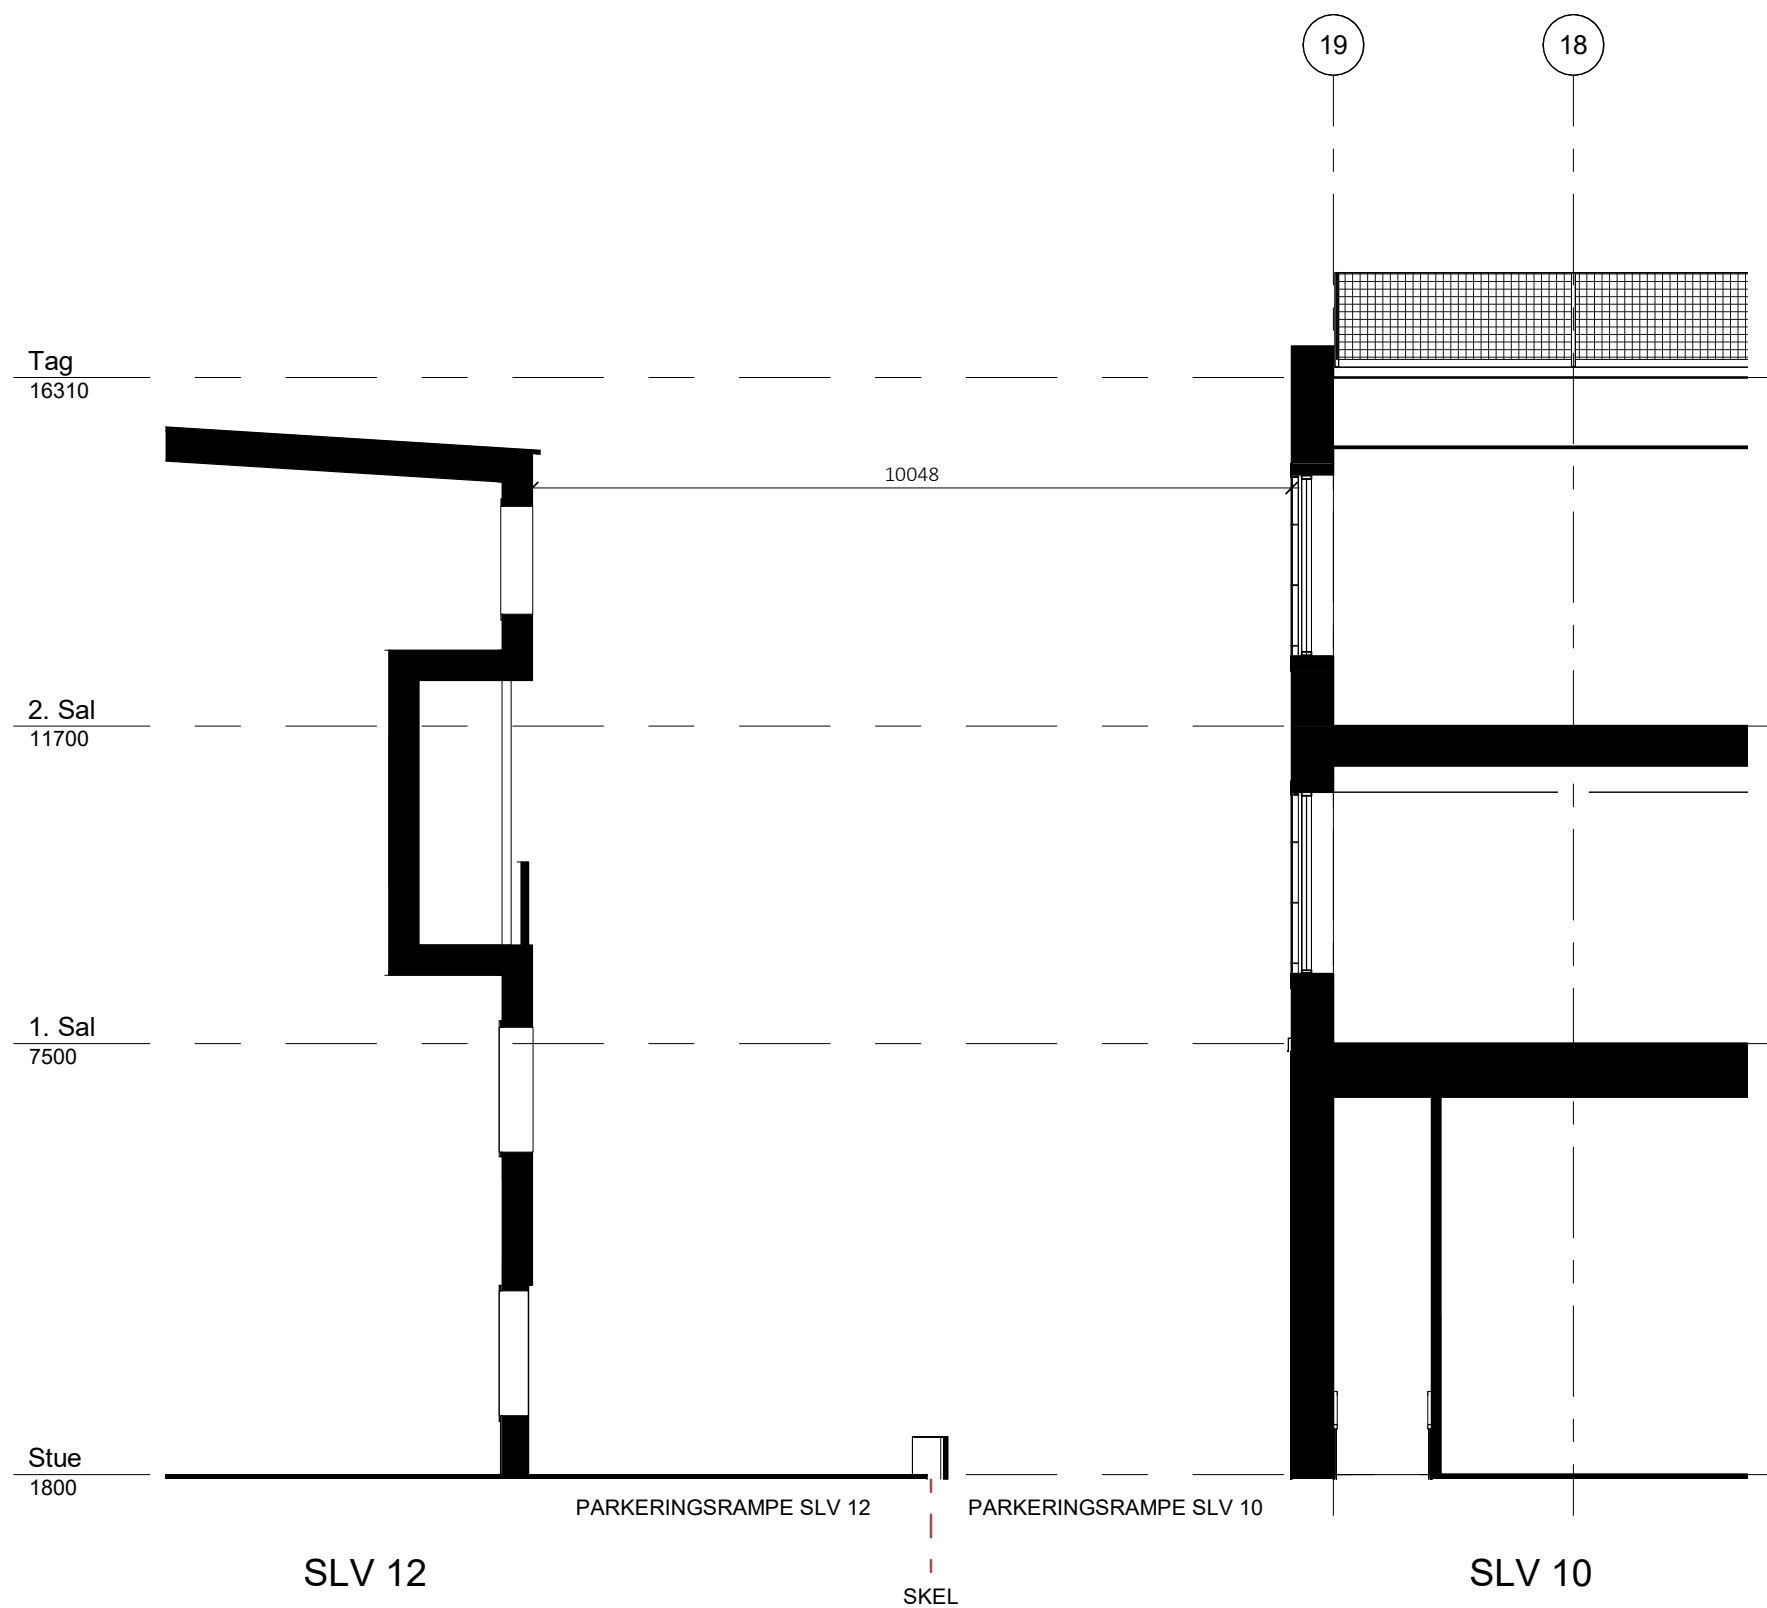 19
18
Tag
16310
10048
2. Sal
11700
1. Sal
7500
Stue
1800
PARKERINGSRAMPE SLV 12
PARKERINGSRAMPE SLV 10
SLV 12
SLV 10
SKEL